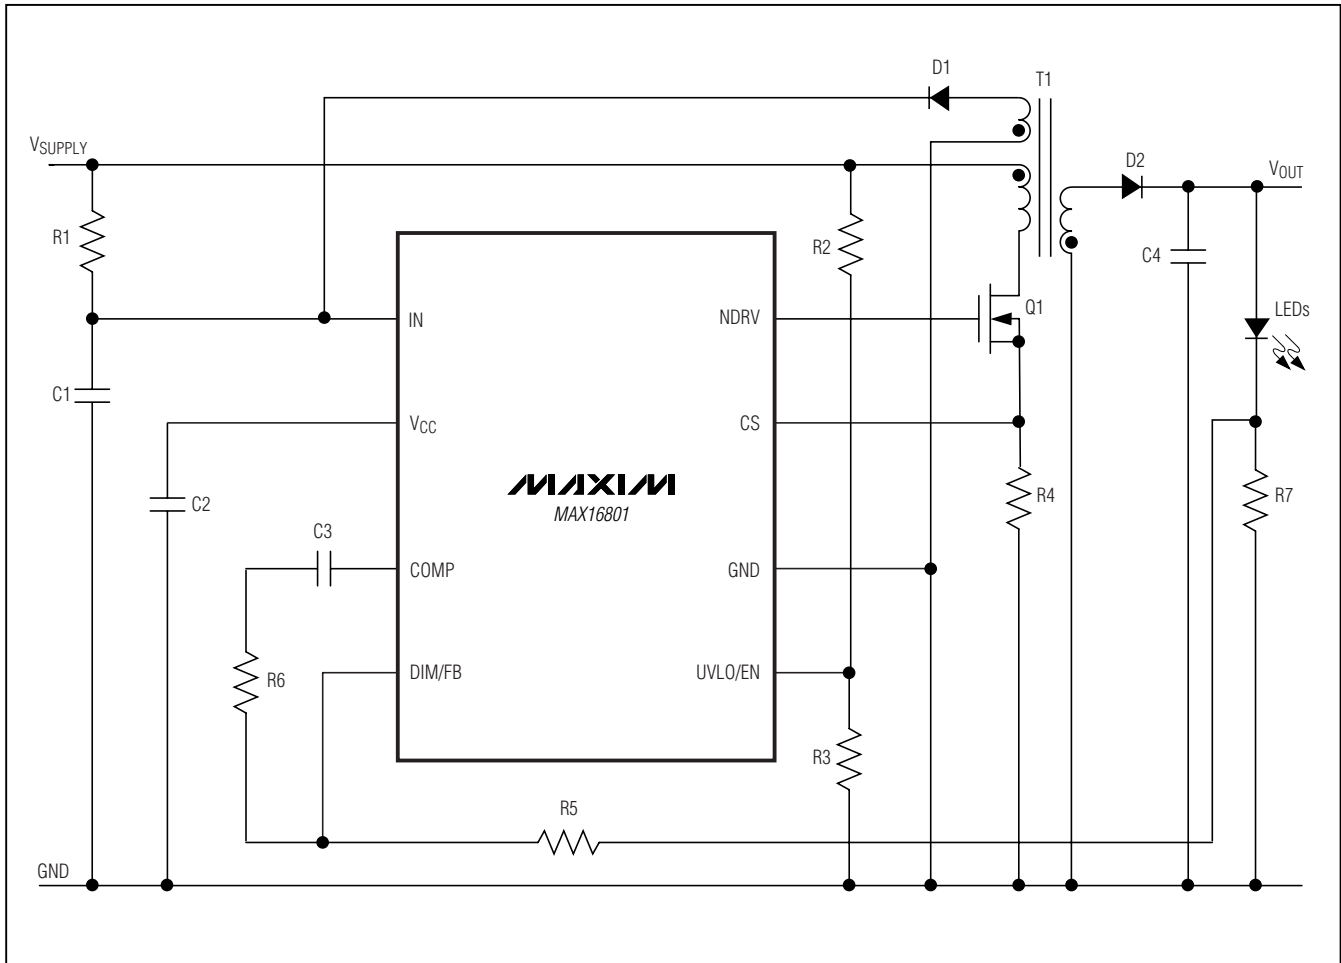 D1
T1
VSUPPLY
D2
VOUT
R1
R2
C4
IN
NDRV
Q1
LEDs
C1
VCC
CS
C2
MAXIM
MAX16801
R4
R7
C3
COMP
GND
R6
DIM/FB
UVLO/EN
R3
R5
GND